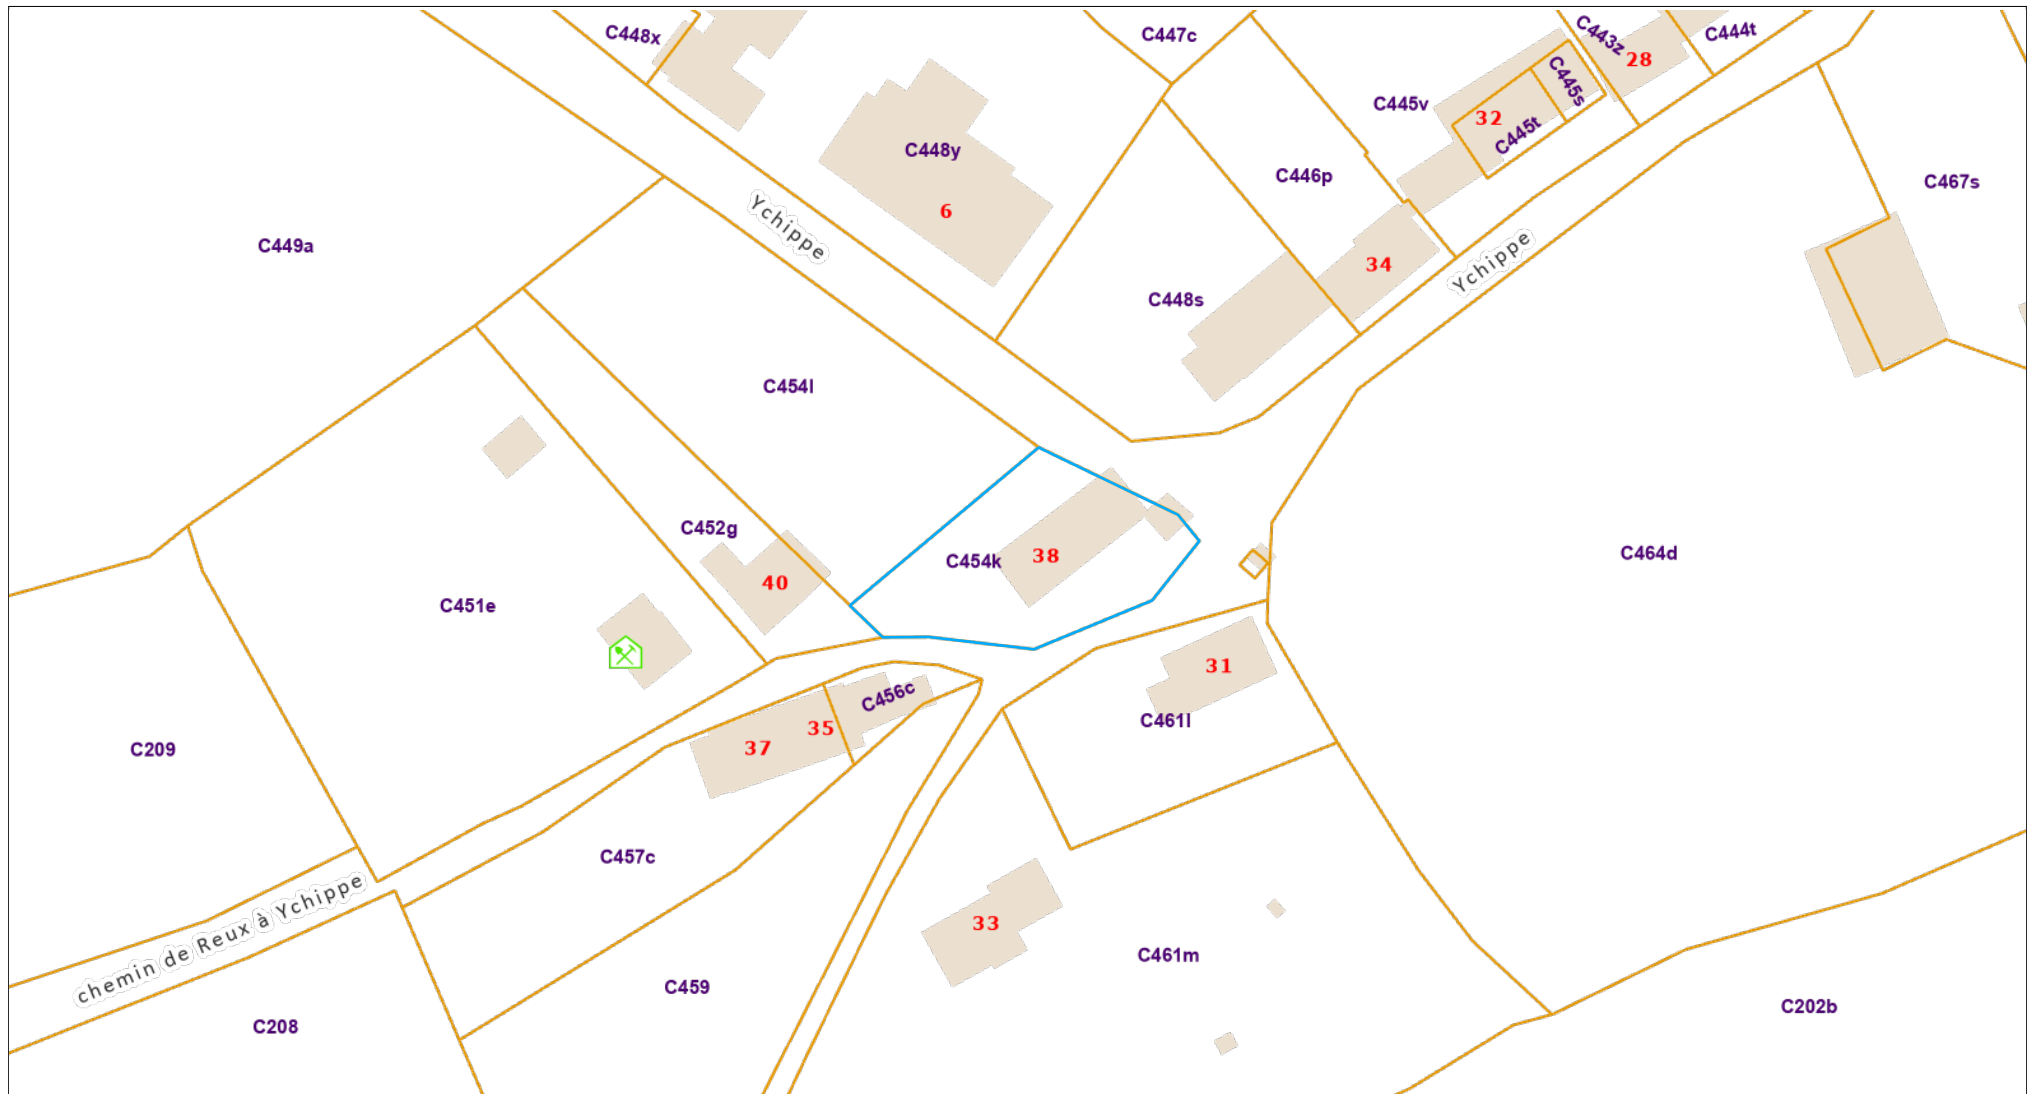 C448x
C447c
C443z
28
C444t
C445v
C445s
32
C445t
C448y
6
C446p
C467s
Ychippe
C449a
34
Ychippe
C448s
C454l
C452g
C454k
38
C464d
40
C451e
31
C461l
C456c
35
37
C209
C457c
chemin de Reux à Ychippe
33
C461m
C459
C208
C202b